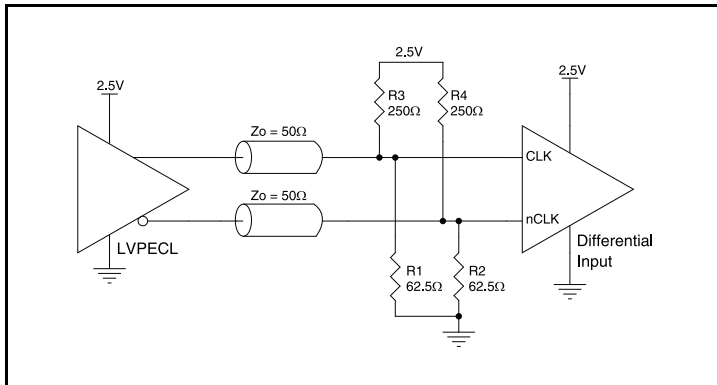 2.5V
2.5V
2.5V
R3
250Ω
R4
250Ω
Zo = 50Ω
CLK
Zo = 50Ω
nCLK
LVPECL
Differential
Input
R1
62.5Ω
R2
62.5Ω